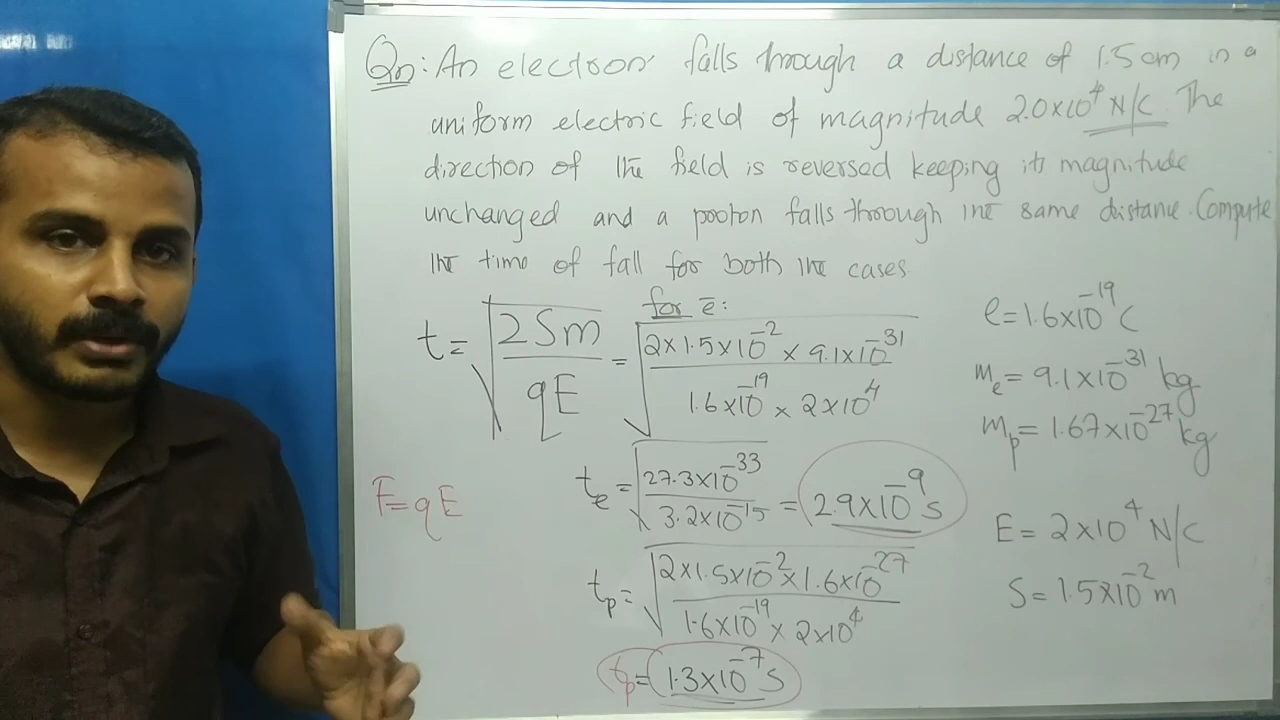 Qn: An electron falls through a distance of 1.5cm in a
uniform electric field of magnitude 2.0×10⁴ N/C. The
direction of the field is reversed keeping its magnitude
unchanged and a proton falls through the same distance. Compute
the time of fall for both the cases.
for e̅:
t = √(2Sm / qE) = √(2×1.5×10⁻² × 9.1×10⁻³¹ / 1.6×10⁻¹⁹ × 2×10⁴)
e = 1.6×10⁻¹⁹ C
mₑ = 9.1×10⁻³¹ kg
mₚ = 1.67×10⁻²⁷ kg
F = qE
tₑ = √(27.3×10⁻³³ / 3.2×10⁻¹⁵) = 2.9×10⁻⁹ s
E = 2×10⁴ N/C
tₚ = √(2×1.5×10⁻² × 1.6×10⁻²⁷ / 1.6×10⁻¹⁹ × 2×10⁴)
S = 1.5×10⁻² m
tₚ = 1.3×10⁻⁷ s